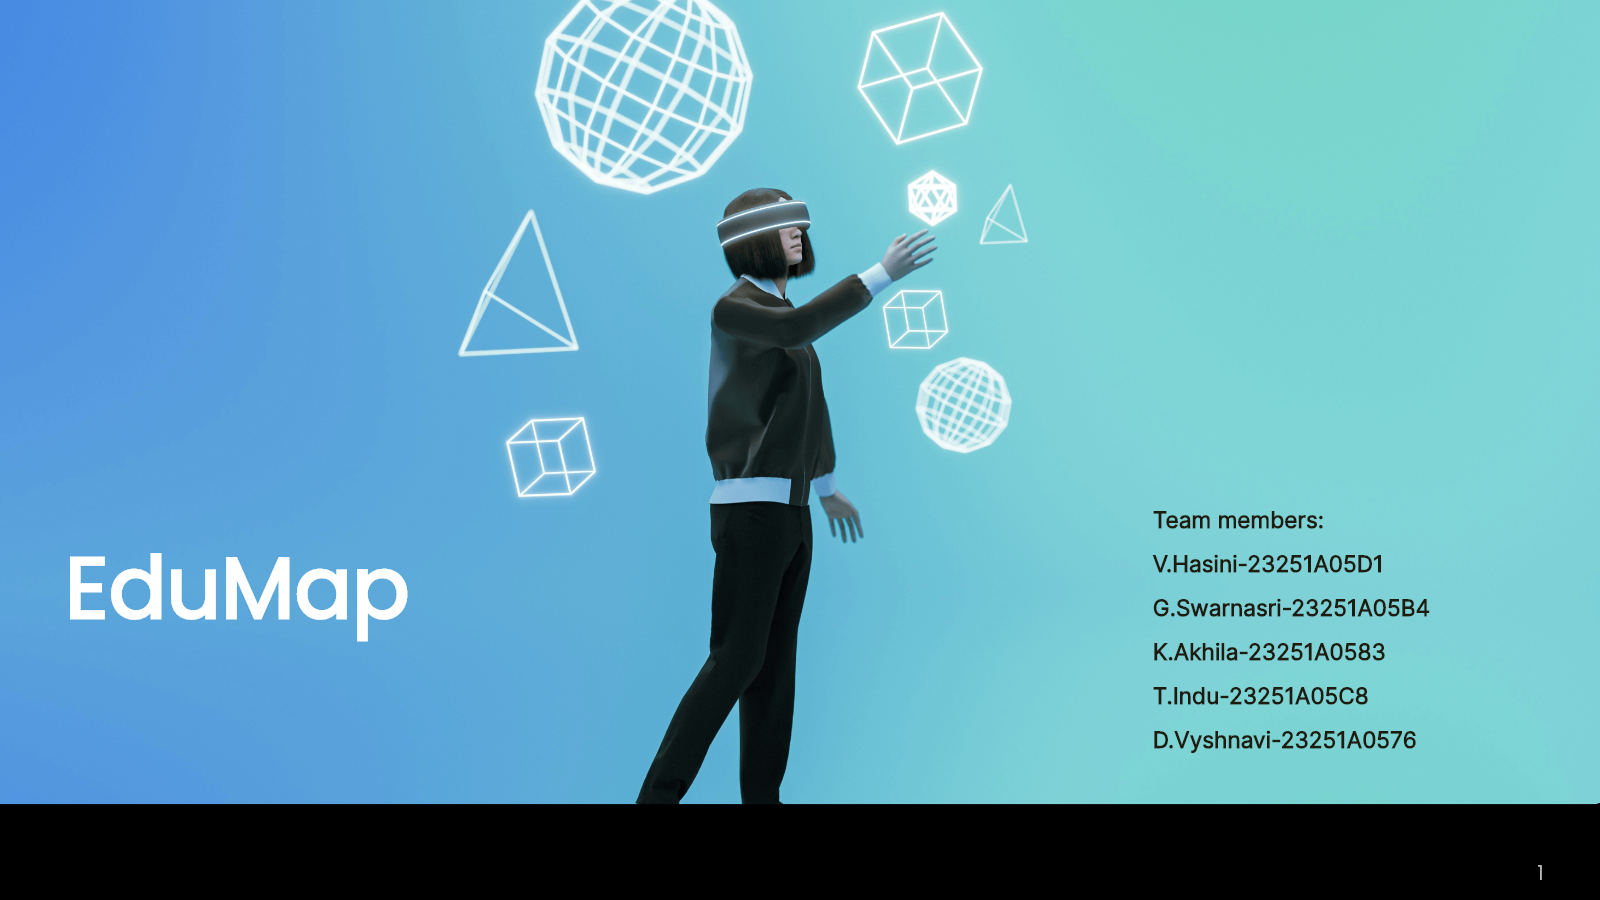 EduMap
Team members:
V.Hasini-23251A05D1
G.Swarnasri-23251A05B4
K.Akhila-23251A0583
T.Indu-23251A05C8
D.Vyshnavi-23251A0576
1